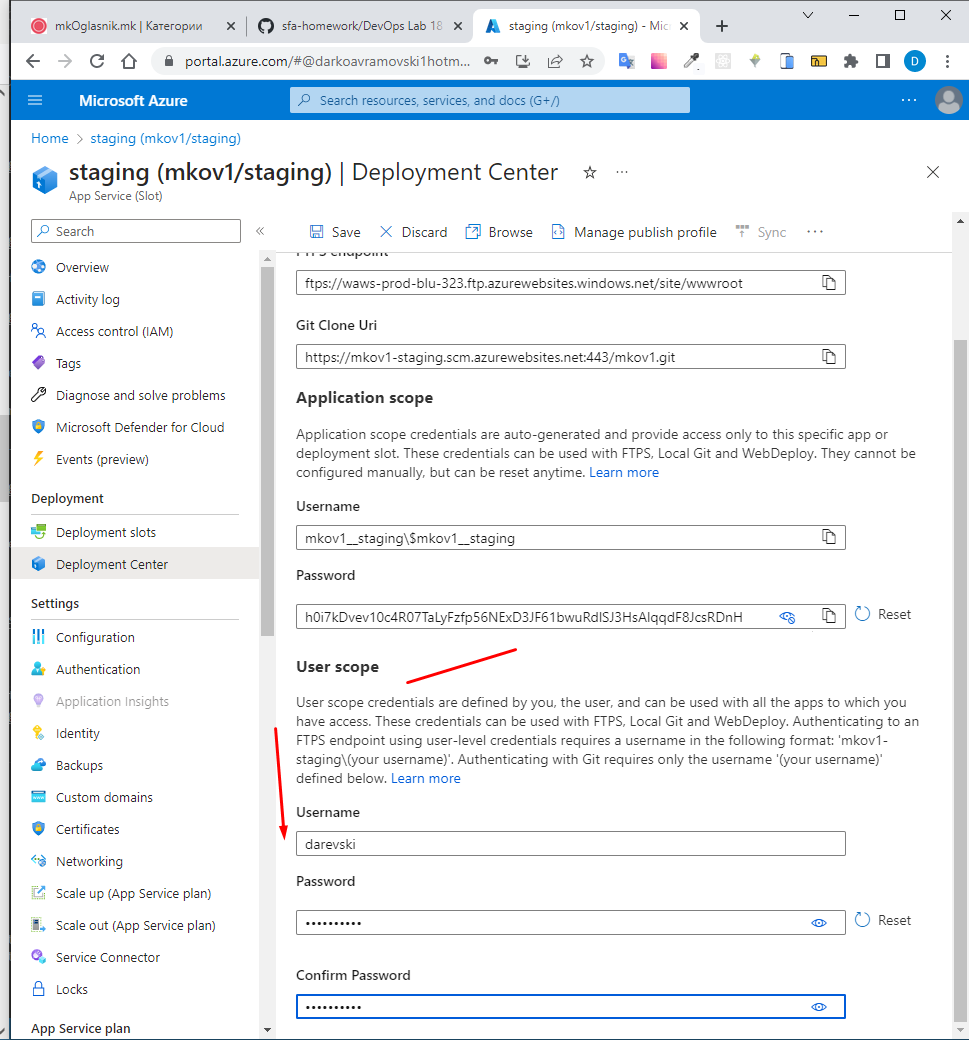 mkOglasnik.mk | Категории
sfa-homework/DevOps Lab 18
staging (mkov1/staging) - Mic
portal.azure.com/#@darkoavramovski1hotm...
D
Microsoft Azure
Search resources, services, and docs (G+/)
Home > staging (mkov1/staging)
staging (mkov1/staging) | Deployment Center
App Service (Slot)
Search
Overview
Activity log
Access control (IAM)
Tags
Diagnose and solve problems
Microsoft Defender for Cloud
Events (preview)
Deployment
Deployment slots
Deployment Center
Settings
Configuration
Authentication
Application Insights
Identity
Backups
Custom domains
Certificates
Networking
Scale up (App Service plan)
Scale out (App Service plan)
Service Connector
Locks
App Service plan
Save Discard Browse Manage publish profile Sync
FTPS endpoint
ftps://waws-prod-blu-323.ftp.azurewebsites.windows.net/site/wwwroot
Git Clone Uri
https://mkov1-staging.scm.azurewebsites.net:443/mkov1.git
Application scope
Application scope credentials are auto-generated and provide access only to this specific app or
deployment slot. These credentials can be used with FTPS, Local Git and WebDeploy. They cannot be
configured manually, but can be reset anytime. Learn more
Username
mkov1__staging\$mkov1__staging
Password
Reset
User scope
User scope credentials are defined by you, the user, and can be used with all the apps to which you
have access. These credentials can be used with FTPS, Local Git and WebDeploy. Authenticating to an
FTPS endpoint using user-level credentials requires a username in the following format: 'mkov1-
staging\(your username)'. Authenticating with Git requires only the username '(your username)'
defined below. Learn more
Username
darevski
Password
••••••••••
Reset
Confirm Password
••••••••••